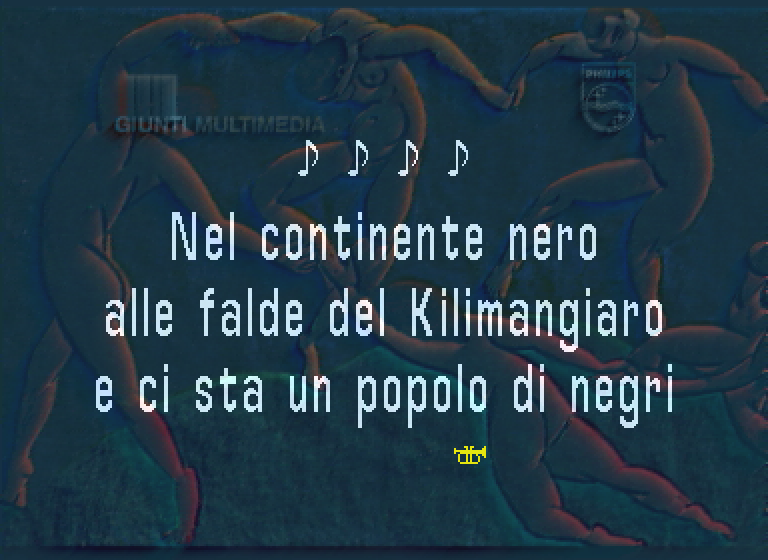 PHILIPS
GIUNTI MULTIMEDIA
♪ ♪ ♪ ♪
Nel continente nero
alle falde del Kilimangiaro
e ci sta un popolo di negri